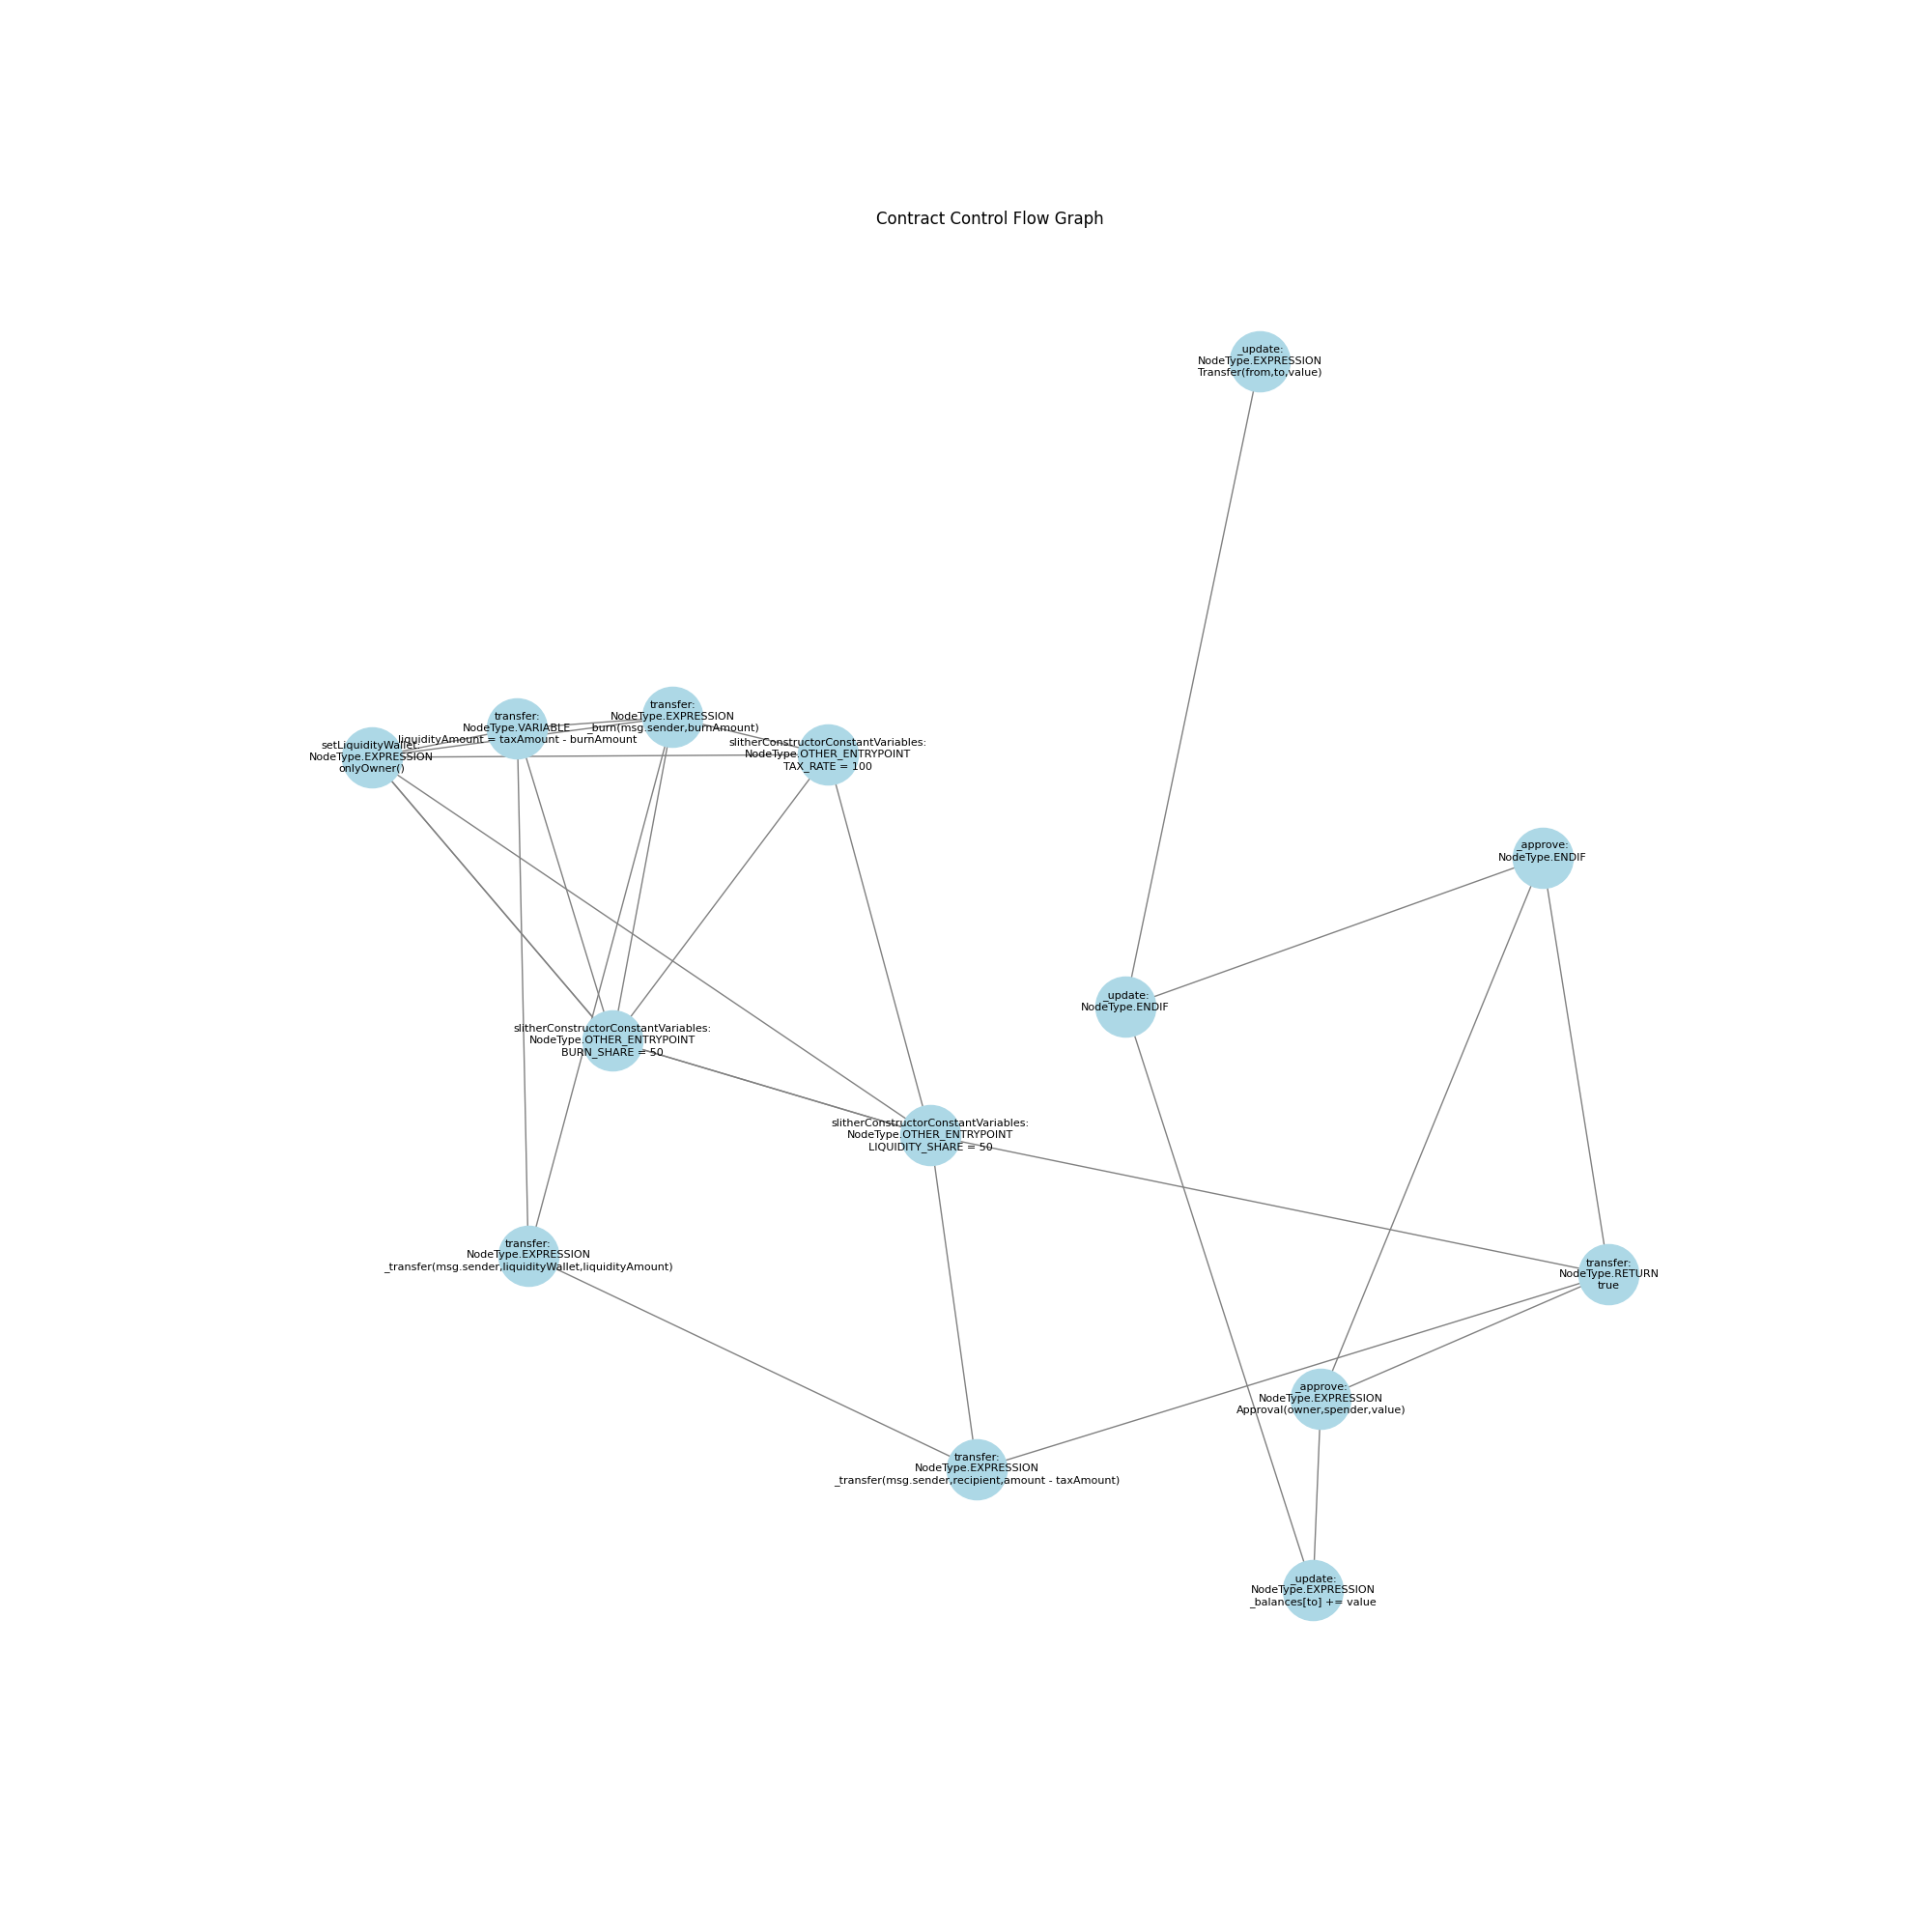 Contract Control Flow Graph
_update:
NodeType.EXPRESSION
Transfer(from,to,value)
transfer:
NodeType.EXPRESSION
_burn(msg.sender,burnAmount)
transfer:
NodeType.VARIABLE
liquidityAmount = taxAmount - burnAmount
slitherConstructorConstantVariables:
NodeType.OTHER_ENTRYPOINT
TAX_RATE = 100
setLiquidityWallet:
NodeType.EXPRESSION
onlyOwner()
_approve:
NodeType.ENDIF
_update:
NodeType.ENDIF
slitherConstructorConstantVariables:
NodeType.OTHER_ENTRYPOINT
BURN_SHARE = 50
slitherConstructorConstantVariables:
NodeType.OTHER_ENTRYPOINT
LIQUIDITY_SHARE = 50
transfer:
NodeType.EXPRESSION
_transfer(msg.sender,liquidityWallet,liquidityAmount)
transfer:
NodeType.RETURN
true
_approve:
NodeType.EXPRESSION
Approval(owner,spender,value)
transfer:
NodeType.EXPRESSION
_transfer(msg.sender,recipient,amount - taxAmount)
_update:
NodeType.EXPRESSION
_balances[to] += value